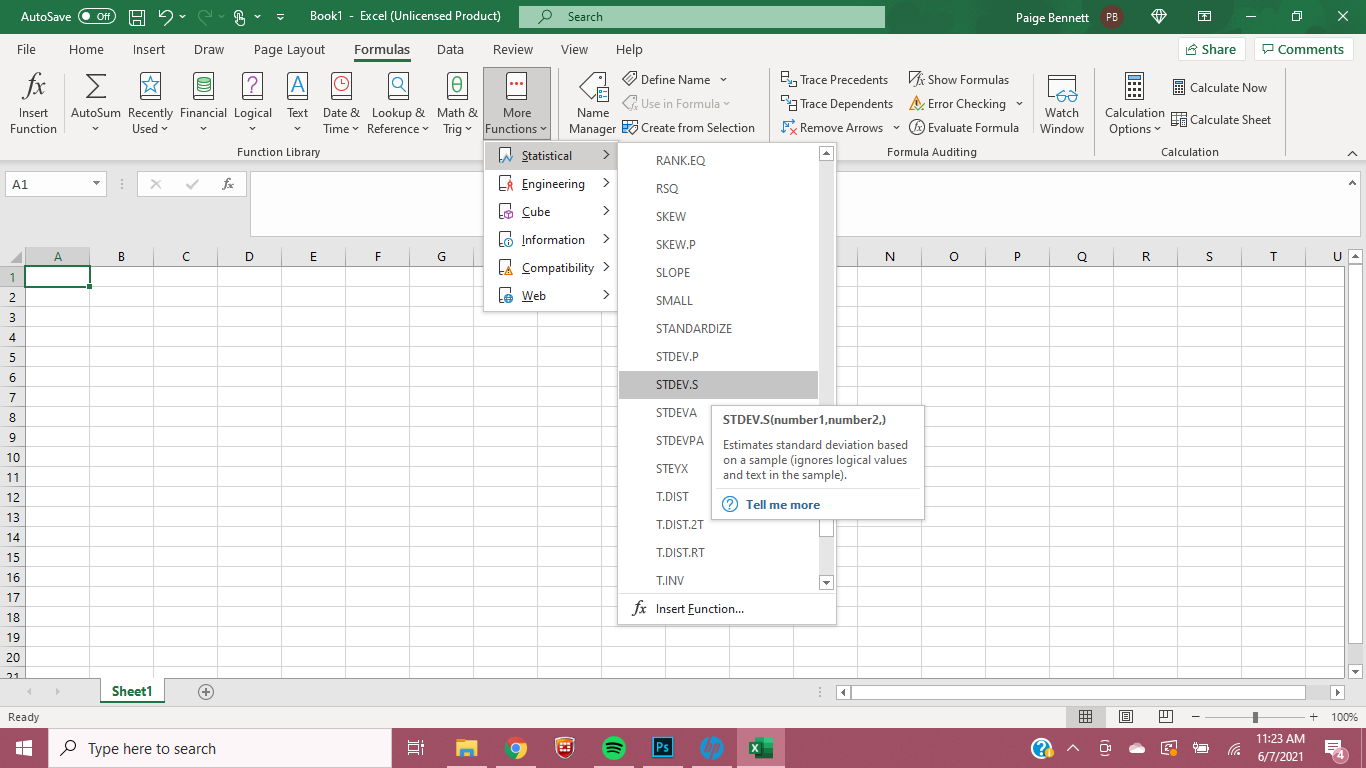 AutoSave Off Book1 - Excel (Unlicensed Product) Search Paige Bennett PB
File Home Insert Draw Page Layout Formulas Data Review View Help Share Comments
fx Insert Function
Σ AutoSum
Recently Used
Financial
Logical
Text
Date & Time
Lookup & Reference
Math & Trig
More Functions
Function Library
Name Manager
Define Name
Use in Formula
Create from Selection
Trace Precedents
Trace Dependents
Remove Arrows
Show Formulas
Error Checking
Evaluate Formula
Watch Window
Formula Auditing
Calculation Options
Calculate Now
Calculate Sheet
Calculation
A1 fx
Statistical
Engineering
Cube
Information
Compatibility
Web
RANK.EQ
RSQ
SKEW
SKEW.P
SLOPE
SMALL
STANDARDIZE
STDEV.P
STDEV.S
STDEVA
STDEVPA
STEYX
T.DIST
T.DIST.2T
T.DIST.RT
T.INV
fx Insert Function...
STDEV.S(number1,number2,)
Estimates standard deviation based
on a sample (ignores logical values
and text in the sample).
Tell me more
A B C D E F G N O P Q R S T U
1
2
3
4
5
6
7
8
9
10
11
12
13
14
15
16
17
18
19
20
21
Sheet1
Ready 100%
Type here to search Ps hp 11:23 AM
6/7/2021 4